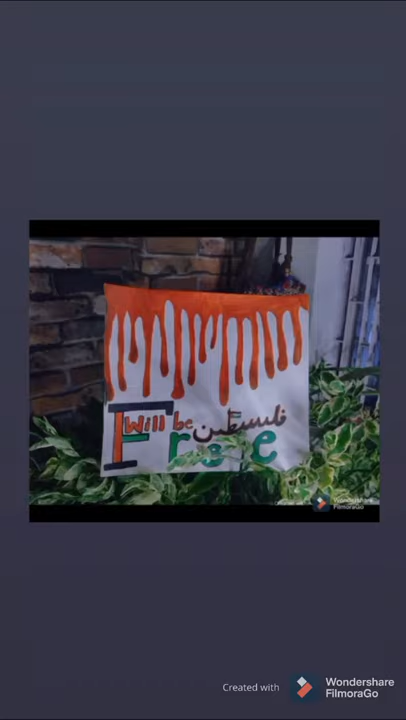 will be فلسطين
Free
Wondershare
FilmoraGo
Created with
Wondershare
FilmoraGo